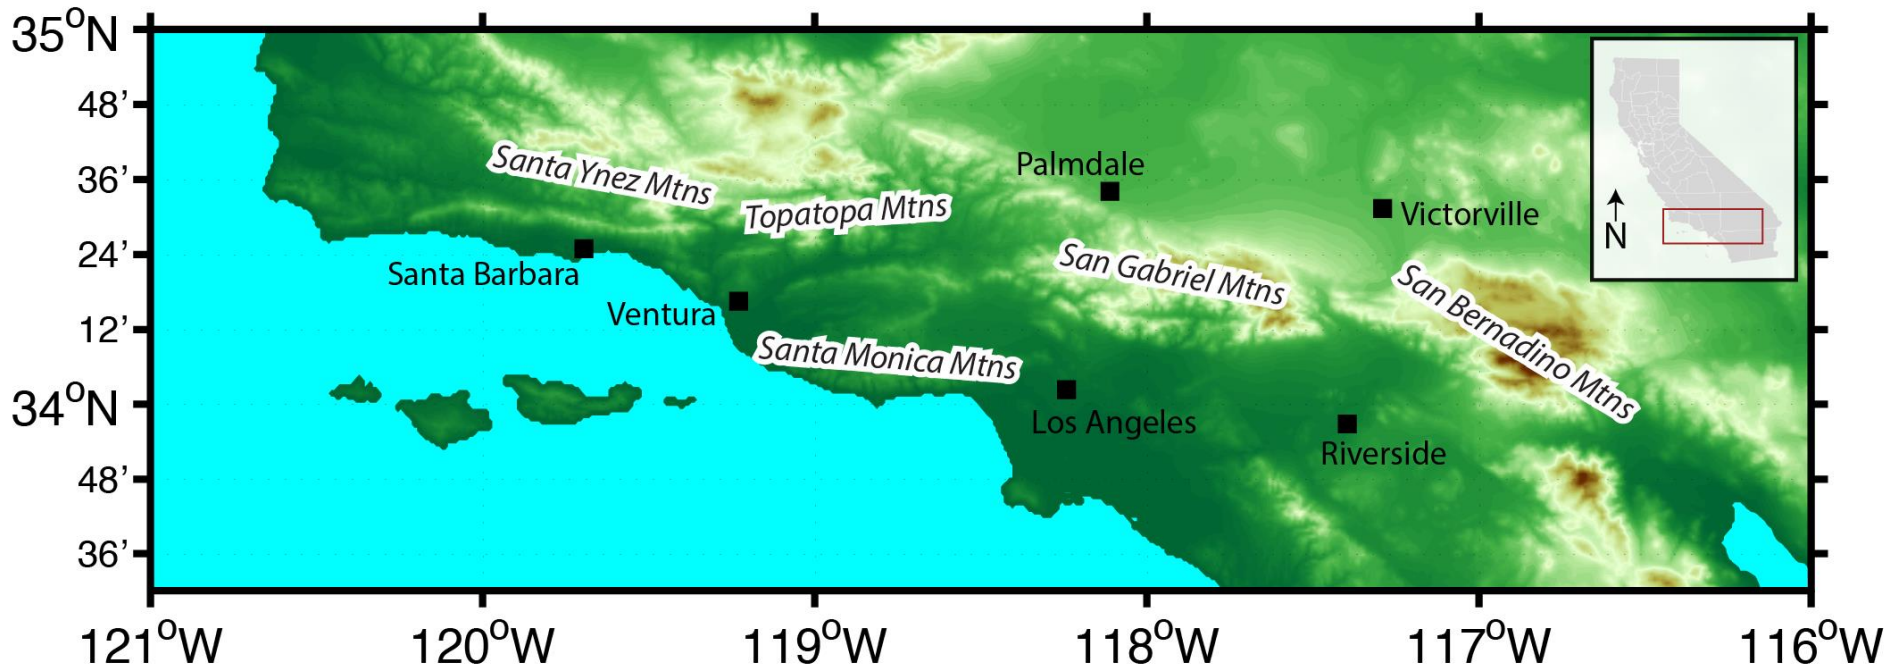 35°N
48’
36’
24’
12’
34°N
48’
36’
121°W
120°W
119°W
118°W
117°W
116°W
Santa Ynez Mtns
Topatopa Mtns
Palmdale
Victorville
N
Santa Barbara
Ventura
San Gabriel Mtns
San Bernadino Mtns
Santa Monica Mtns
Los Angeles
Riverside